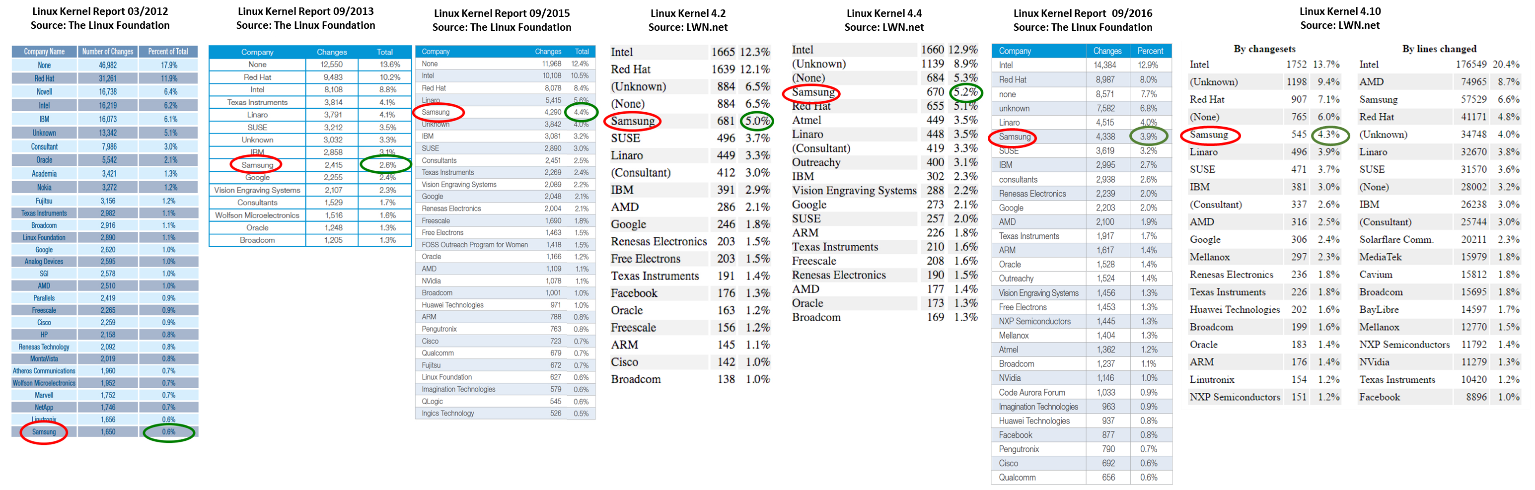 Linux Kernel Report 03/2012
Source: The Linux Foundation
Company Name Number of Changes Percent of Total
None 46,982 17.9%
Red Hat 31,261 11.9%
Novell 16,738 6.4%
Intel 16,219 6.2%
IBM 16,073 6.1%
Unknown 13,342 5.1%
Consultant 7,986 3.0%
Oracle 5,542 2.1%
Academia 3,421 1.3%
Nokia 3,272 1.2%
Fujitsu 3,156 1.2%
Texas Instruments 2,982 1.1%
Broadcom 2,916 1.1%
Linux Foundation 2,890 1.1%
Google 2,620 1.0%
Analog Devices 2,595 1.0%
SGI 2,578 1.0%
AMD 2,510 1.0%
Parallels 2,419 0.9%
Freescale 2,265 0.9%
Cisco 2,259 0.9%
HP 2,158 0.8%
Renesas Technology 2,092 0.8%
MontaVista 2,019 0.8%
Atheros Communications 1,960 0.7%
Wolfson Microelectronics 1,952 0.7%
Marvell 1,752 0.7%
NetApp 1,746 0.7%
Linutronix 1,656 0.6%
Samsung 1,650 0.6%
Linux Kernel Report 09/2013
Source: The Linux Foundation
Company Changes Total
None 12,550 13.6%
Red Hat 9,483 10.2%
Intel 8,108 8.8%
Texas Instruments 3,814 4.1%
Linaro 3,791 4.1%
SUSE 3,212 3.5%
Unknown 3,032 3.3%
IBM 2,858 3.1%
Samsung 2,415 2.6%
Google 2,255 2.4%
Vision Engraving Systems 2,107 2.3%
Consultants 1,529 1.7%
Wolfson Microelectronics 1,516 1.6%
Oracle 1,248 1.3%
Broadcom 1,205 1.3%
Linux Kernel Report 09/2015
Source: The Linux Foundation
Company Changes Total
None 11,968 12.4%
Intel 10,108 10.5%
Red Hat 8,078 8.4%
Linaro 5,415 5.6%
Samsung 4,290 4.4%
Unknown 3,842 4.0%
IBM 3,081 3.2%
SUSE 2,890 3.0%
Consultants 2,451 2.5%
Texas Instruments 2,269 2.4%
Vision Engraving Systems 2,089 2.2%
Google 2,048 2.1%
Renesas Electronics 2,004 2.1%
Freescale 1,690 1.8%
Free Electrons 1,463 1.5%
FOSS Outreach Program for Women 1,418 1.5%
Oracle 1,166 1.2%
AMD 1,109 1.1%
NVidia 1,078 1.1%
Broadcom 1,001 1.0%
Huawei Technologies 971 1.0%
ARM 788 0.8%
Pengutronix 763 0.8%
Cisco 723 0.7%
Qualcomm 679 0.7%
Fujitsu 672 0.7%
Linux Foundation 627 0.6%
Imagination Technologies 579 0.6%
QLogic 545 0.6%
Ingics Technology 526 0.5%
Linux Kernel 4.2
Source: LWN.net
Intel 1665 12.3%
Red Hat 1639 12.1%
(Unknown) 884 6.5%
(None) 884 6.5%
Samsung 681 5.0%
SUSE 496 3.7%
Linaro 449 3.3%
(Consultant) 412 3.0%
IBM 391 2.9%
AMD 286 2.1%
Google 246 1.8%
Renesas Electronics 203 1.5%
Free Electrons 203 1.5%
Texas Instruments 191 1.4%
Facebook 176 1.3%
Oracle 163 1.2%
Freescale 156 1.2%
ARM 145 1.1%
Cisco 142 1.0%
Broadcom 138 1.0%
Linux Kernel 4.4
Source: LWN.net
Intel 1660 12.9%
(Unknown) 1139 8.9%
(None) 684 5.3%
Samsung 670 5.2%
Red Hat 655 5.1%
Atmel 449 3.5%
Linaro 448 3.5%
(Consultant) 419 3.3%
Outreachy 400 3.1%
IBM 302 2.3%
Vision Engraving Systems 288 2.2%
Google 273 2.1%
SUSE 257 2.0%
ARM 226 1.8%
Texas Instruments 210 1.6%
Freescale 208 1.6%
Renesas Electronics 190 1.5%
AMD 177 1.4%
Oracle 173 1.3%
Broadcom 169 1.3%
Linux Kernel Report 09/2016
Source: The Linux Foundation
Company Changes Percent
Intel 14,384 12.9%
Red Hat 8,987 8.0%
none 8,571 7.7%
unknown 7,582 6.8%
Linaro 4,515 4.0%
Samsung 4,338 3.9%
SUSE 3,619 3.2%
IBM 2,995 2.7%
consultants 2,938 2.6%
Renesas Electronics 2,239 2.0%
Google 2,203 2.0%
AMD 2,100 1.9%
Texas Instruments 1,917 1.7%
ARM 1,617 1.4%
Oracle 1,528 1.4%
Outreachy 1,524 1.4%
Vision Engraving Systems 1,456 1.3%
Free Electrons 1,453 1.3%
NXP Semiconductors 1,445 1.3%
Mellanox 1,404 1.3%
Atmel 1,362 1.2%
Broadcom 1,237 1.1%
NVidia 1,146 1.0%
Code Aurora Forum 1,033 0.9%
Imagination Technologies 963 0.9%
Huawei Technologies 937 0.8%
Facebook 877 0.8%
Pengutronix 790 0.7%
Cisco 692 0.6%
Qualcomm 656 0.6%
Linux Kernel 4.10
Source: LWN.net
By changesets
Intel 1752 13.7%
(Unknown) 1198 9.4%
Red Hat 907 7.1%
(None) 765 6.0%
Samsung 545 4.3%
Linaro 496 3.9%
SUSE 471 3.7%
IBM 381 3.0%
(Consultant) 337 2.6%
AMD 316 2.5%
Google 306 2.4%
Mellanox 297 2.3%
Renesas Electronics 236 1.8%
Texas Instruments 226 1.8%
Huawei Technologies 202 1.6%
Broadcom 199 1.6%
Oracle 183 1.4%
ARM 176 1.4%
Linutronix 154 1.2%
NXP Semiconductors 151 1.2%
By lines changed
Intel 176549 20.4%
AMD 74965 8.7%
Samsung 57529 6.6%
Red Hat 41171 4.8%
(Unknown) 34748 4.0%
Linaro 32670 3.8%
SUSE 31570 3.6%
(None) 28002 3.2%
IBM 26238 3.0%
(Consultant) 25744 3.0%
Solarflare Comm. 20211 2.3%
MediaTek 15979 1.8%
Cavium 15812 1.8%
Broadcom 15695 1.8%
BayLibre 14597 1.7%
Mellanox 12770 1.5%
NXP Semiconductors 11792 1.4%
NVidia 11279 1.3%
Texas Instruments 10420 1.2%
Facebook 8896 1.0%